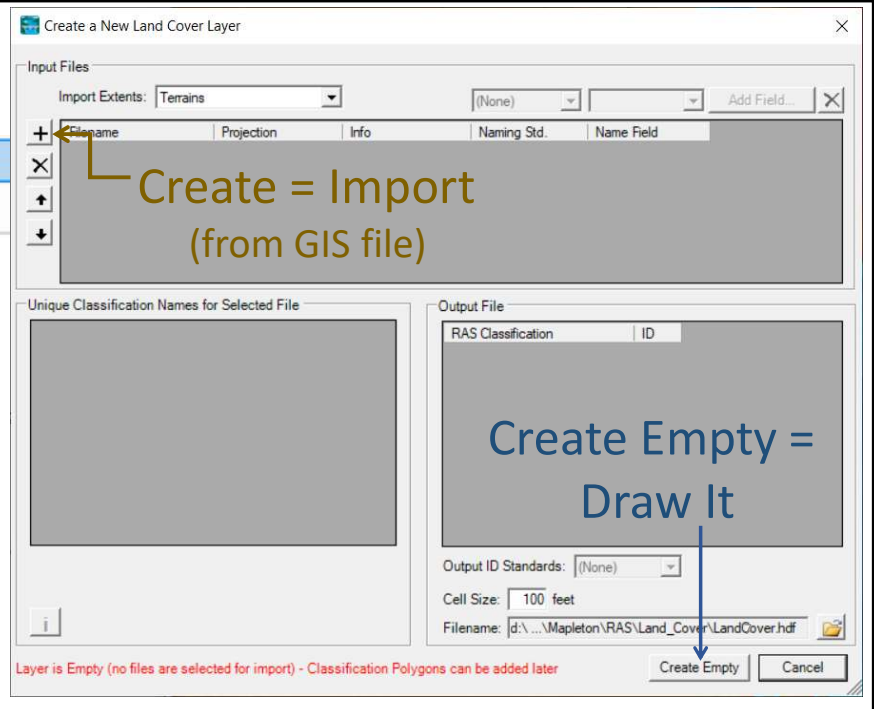 Create a New Land Cover Layer
Input Files
Import Extents: Terrains (None) Add Field...
Filename Projection Info Naming Std. Name Field
Create = Import
(from GIS file)
Unique Classification Names for Selected File
Output File
RAS Classification ID
Create Empty =
Draw It
Output ID Standards: (None)
Cell Size: 100 feet
Filename: d:\ ...\Mapleton\RAS\Land_Cover\LandCover.hdf
i
Layer is Empty (no files are selected for import) - Classification Polygons can be added later
Create Empty Cancel